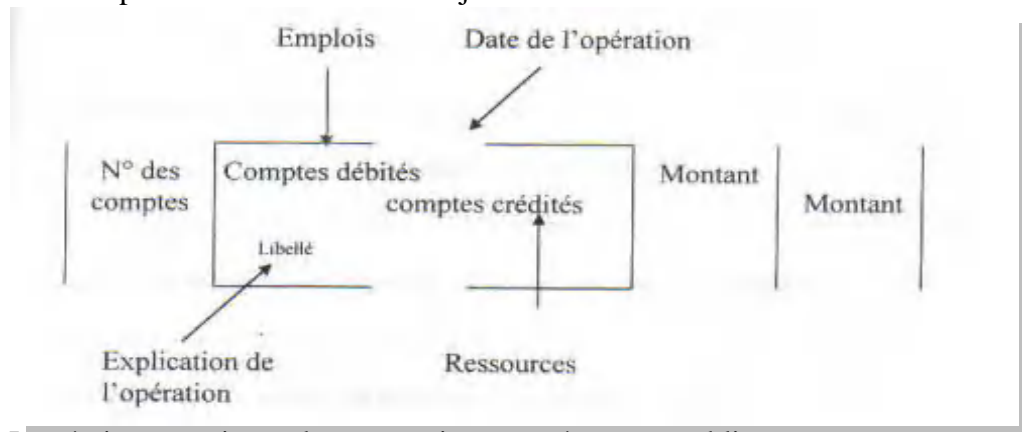 Emplois Date de l'opération
N° des Comptes débités Montant
comptes comptes crédités Montant
Libellé
Explication de Ressources
l'opération